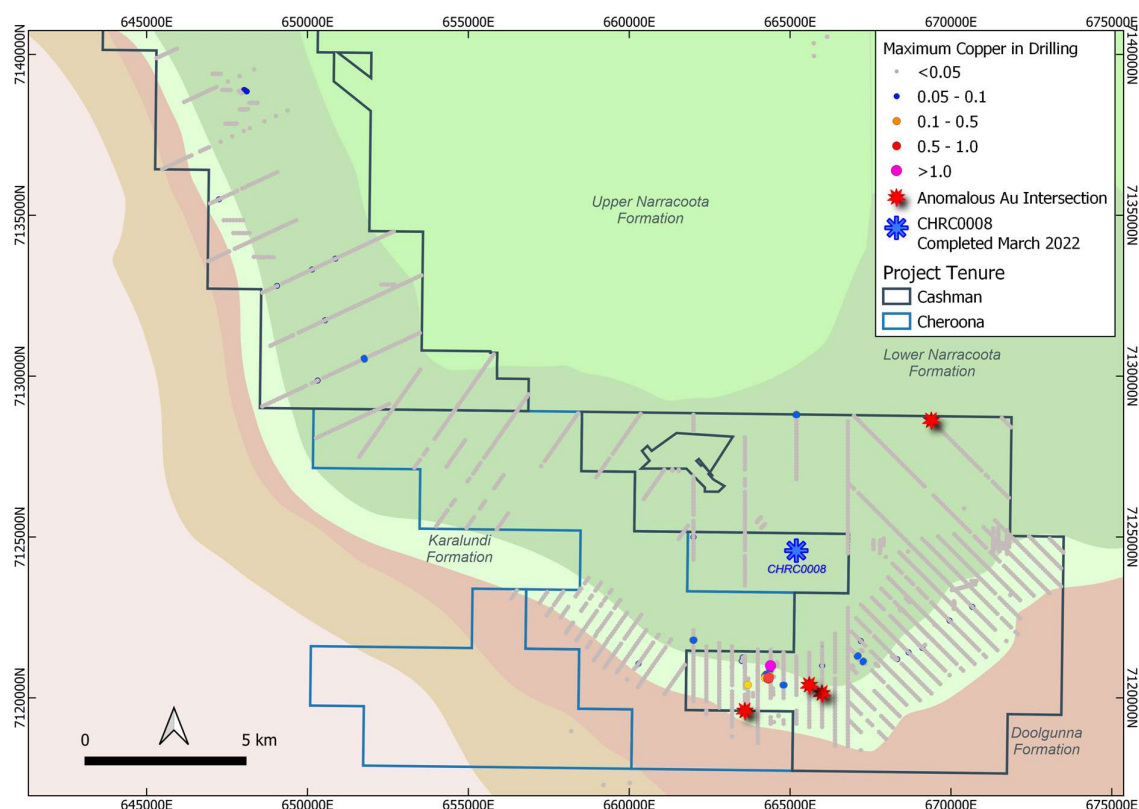 645000E 650000E 655000E 660000E 665000E 670000E 675000E
7140000N
7140000N
Maximum Copper in Drilling
<0.05
0.05 - 0.1
0.1 - 0.5
0.5 - 1.0
>1.0
Anomalous Au Intersection
CHRC0008
Completed March 2022
Project Tenure
Cashman
Cheroona
Upper Narracoota
Formation
7135000N
7135000N
Lower Narracoota
Formation
7130000N
7130000N
7125000N
7125000N
Karalundi
Formation
CHRC0008
7120000N
7120000N
Doolgunna
Formation
0 5 km
645000E 650000E 655000E 660000E 665000E 670000E 675000E